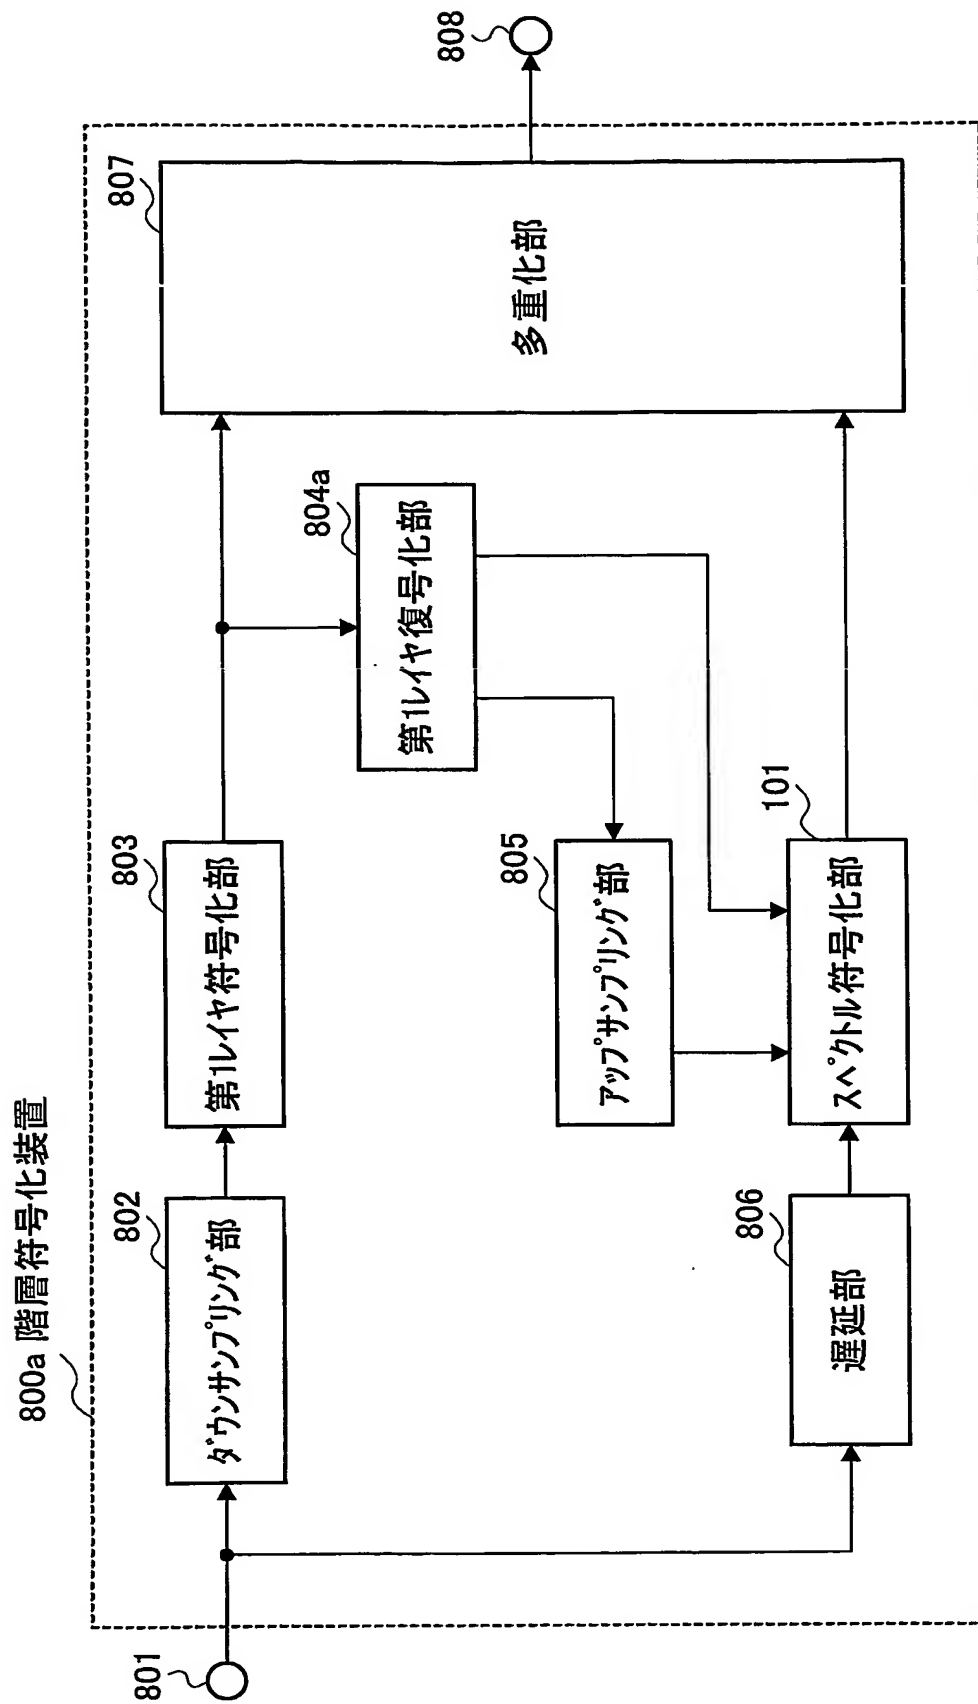 800a 階層符号化装置
801
802
ダウンサンプリング部
803
第1レイヤ符号化部
804a
第1レイヤ復号化部
805
アップサンプリング部
806
遅延部
101
スペクトル符号化部
807
多重化部
808